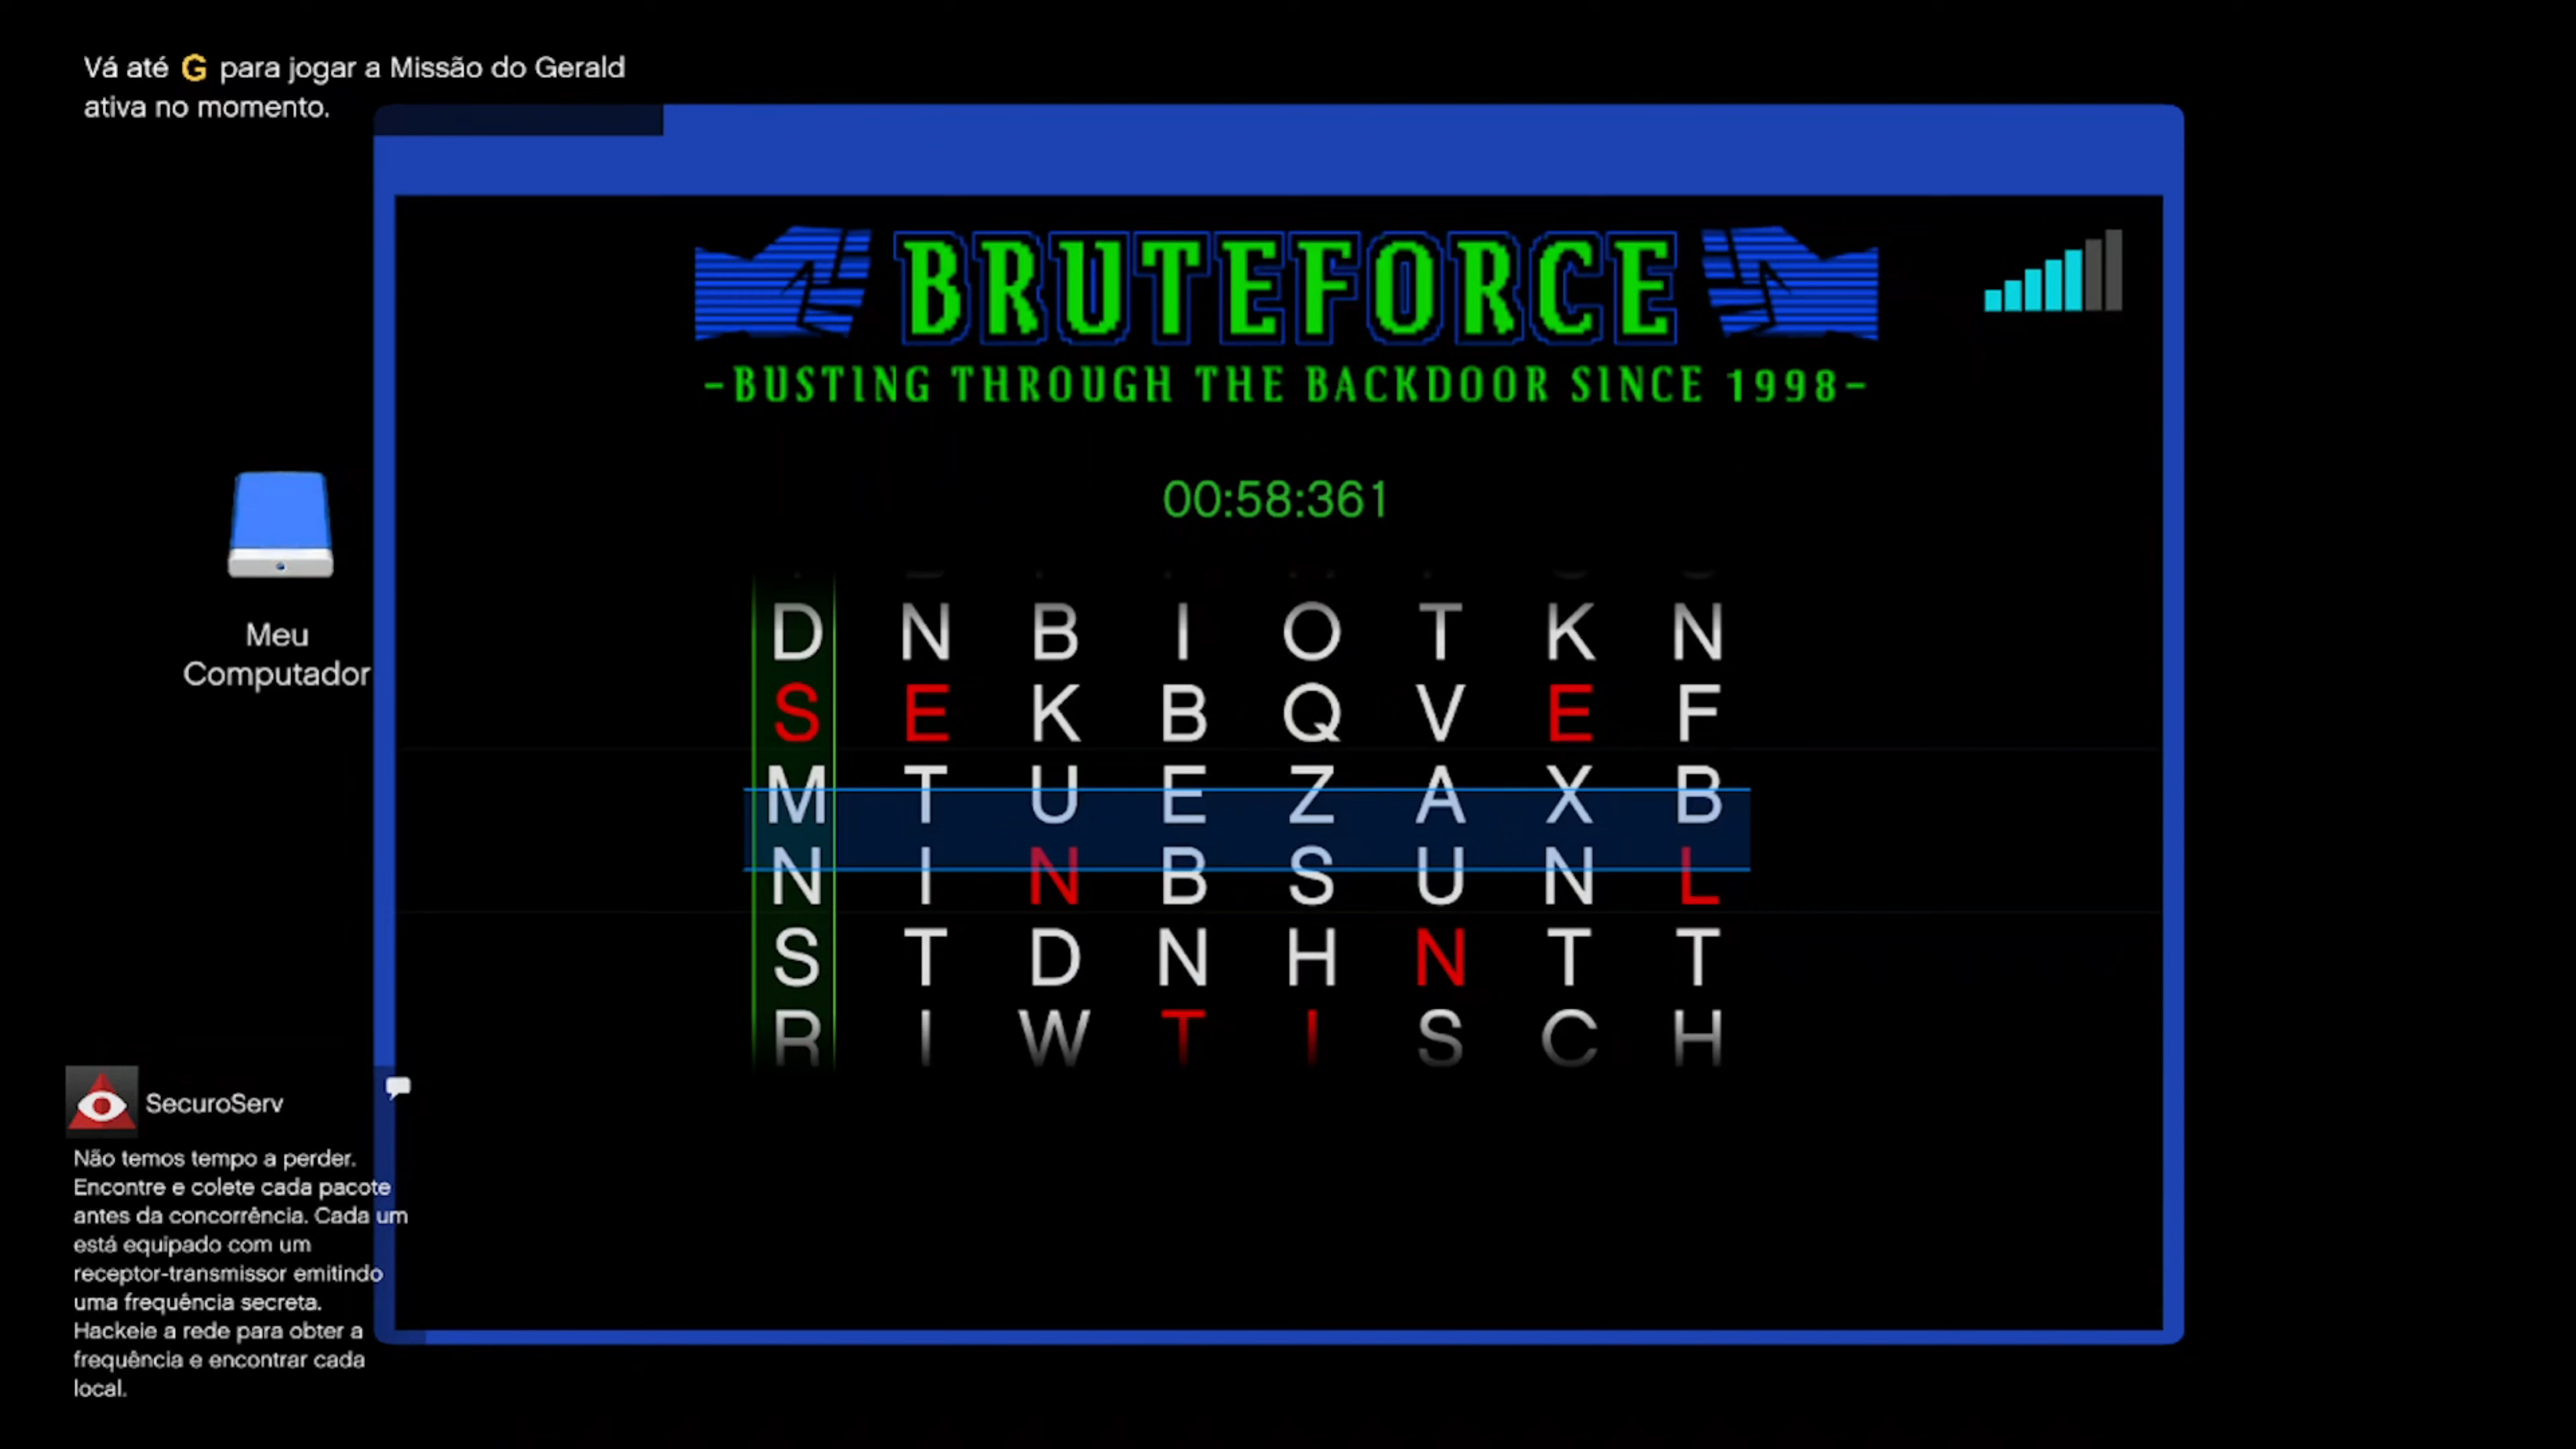 Vá até G para jogar a Missão do Gerald
ativa no momento.
BRUTEFORCE
-BUSTING THROUGH THE BACKDOOR SINCE 1998-
00:58:361
D N B I O T K N
S E K B Q V E F
M T U E Z A X B
N I N B S U N L
S T D N H N T T
R I W T I S C H
Meu
Computador
SecuroServ
Não temos tempo a perder.
Encontre e colete cada pacote
antes da concorrência. Cada um
está equipado com um
receptor-transmissor emitindo
uma frequência secreta.
Hackeie a rede para obter a
frequência e encontrar cada
local.